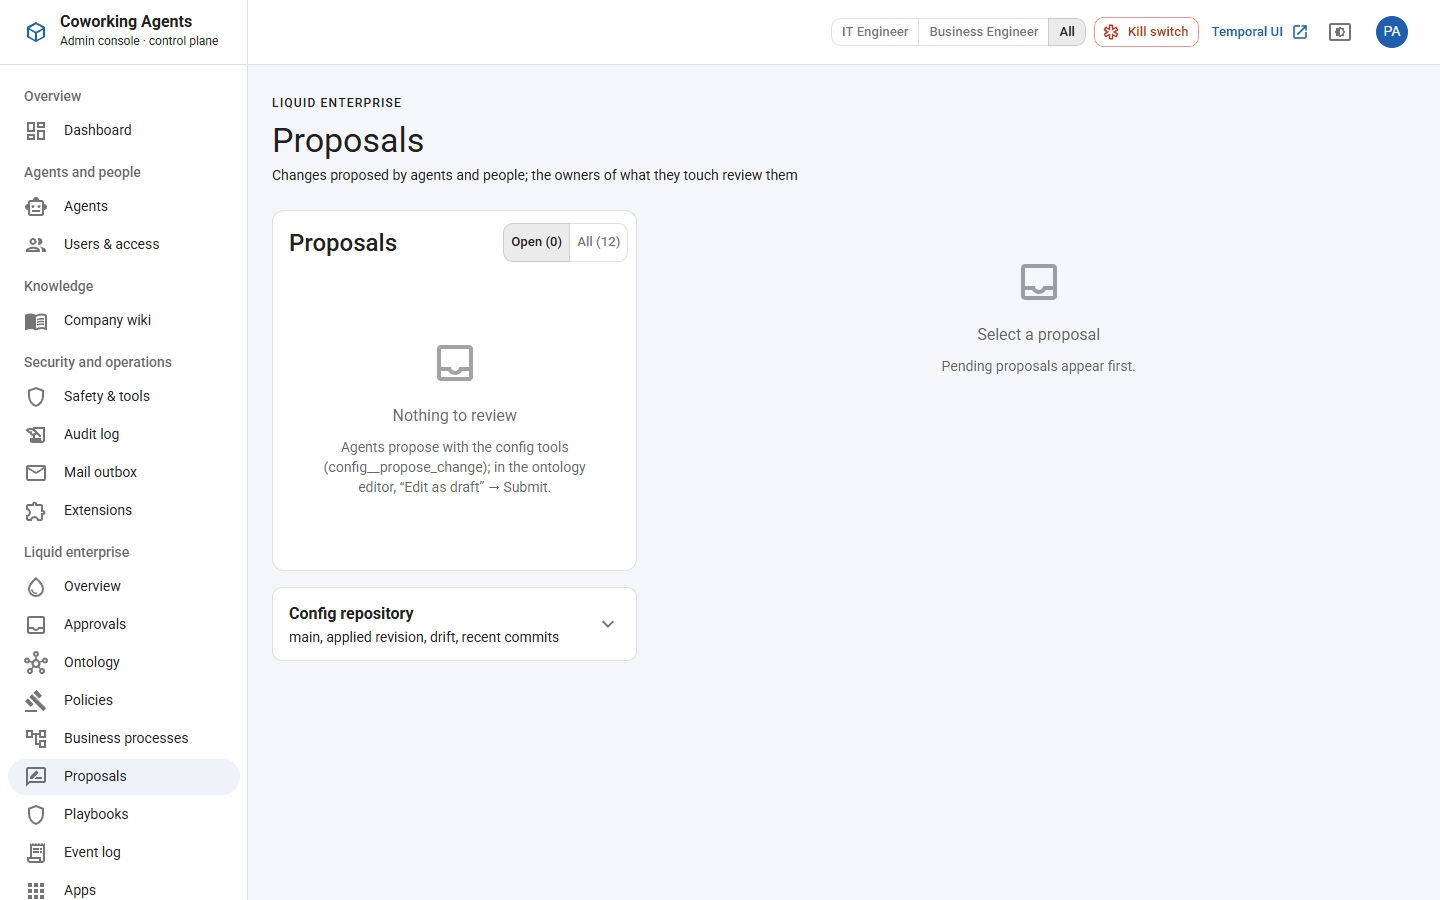 Coworking Agents
Admin console · control plane
IT Engineer
Business Engineer
All
Kill switch
Temporal UI
PA
Overview
Dashboard
Agents and people
Agents
Users & access
Knowledge
Company wiki
Security and operations
Safety & tools
Audit log
Mail outbox
Extensions
Liquid enterprise
Overview
Approvals
Ontology
Policies
Business processes
Proposals
Playbooks
Event log
Apps
LIQUID ENTERPRISE
Proposals
Changes proposed by agents and people; the owners of what they touch review them
Proposals
Open (0)
All (12)
Nothing to review
Agents propose with the config tools
(config__propose_change); in the ontology
editor, “Edit as draft” → Submit.
Config repository
main, applied revision, drift, recent commits
Select a proposal
Pending proposals appear first.